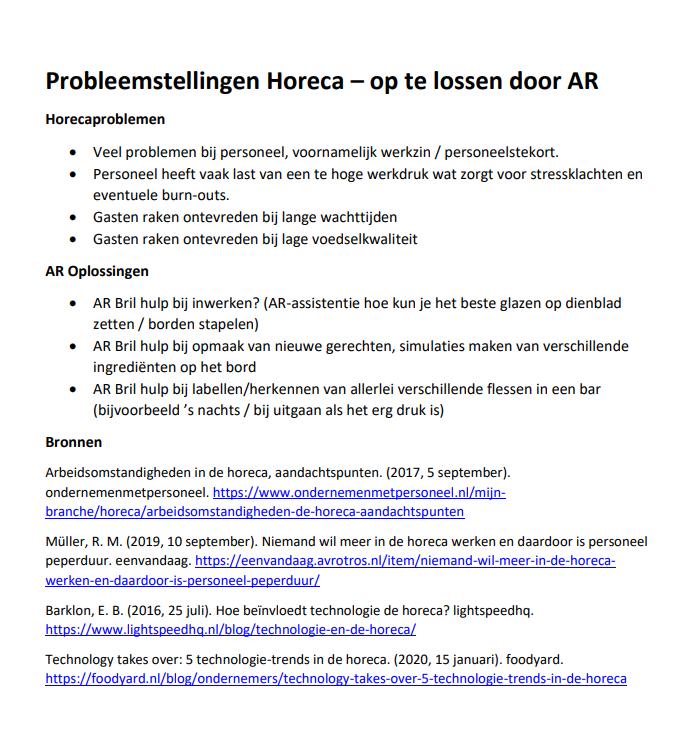 Probleemstellingen Horeca – op te lossen door AR
Horecaproblemen
• Veel problemen bij personeel, voornamelijk werkzin / personeelstekort.
• Personeel heeft vaak last van een te hoge werkdruk wat zorgt voor stressklachten en
eventuele burn-outs.
• Gasten raken ontevreden bij lange wachttijden
• Gasten raken ontevreden bij lage voedselkwaliteit
AR Oplossingen
• AR Bril hulp bij inwerken? (AR-assistentie hoe kun je het beste glazen op dienblad
zetten / borden stapelen)
• AR Bril hulp bij opmaak van nieuwe gerechten, simulaties maken van verschillende
ingrediënten op het bord
• AR Bril hulp bij labellen/herkennen van allerlei verschillende flessen in een bar
(bijvoorbeeld ’s nachts / bij uitgaan als het erg druk is)
Bronnen
Arbeidsomstandigheden in de horeca, aandachtspunten. (2017, 5 september).
ondernemenmetpersoneel. https://www.ondernemenmetpersoneel.nl/mijn-
branche/horeca/arbeidsomstandigheden-de-horeca-aandachtspunten
Müller, R. M. (2019, 10 september). Niemand wil meer in de horeca werken en daardoor is personeel
peperduur. eenvandaag. https://eenvandaag.avrotros.nl/item/niemand-wil-meer-in-de-horeca-
werken-en-daardoor-is-personeel-peperduur/
Barklon, E. B. (2016, 25 juli). Hoe beïnvloedt technologie de horeca? lightspeedhq.
https://www.lightspeedhq.nl/blog/technologie-en-de-horeca/
Technology takes over: 5 technologie-trends in de horeca. (2020, 15 januari). foodyard.
https://foodyard.nl/blog/ondernemers/technology-takes-over-5-technologie-trends-in-de-horeca